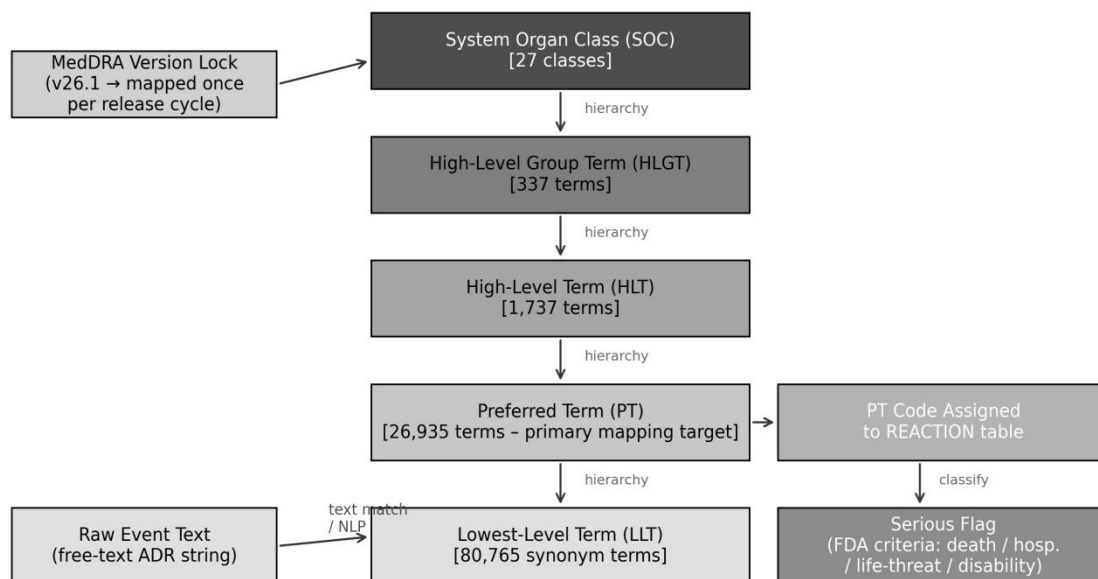 System Organ Class (SOC)
[27 classes]
MedDRA Version Lock
(v26.1 → mapped once
per release cycle)
hierarchy
High-Level Group Term (HLGT)
[337 terms]
hierarchy
High-Level Term (HLT)
[1,737 terms]
hierarchy
Preferred Term (PT)
[26,935 terms – primary mapping target]
PT Code Assigned
to REACTION table
hierarchy
classify
Raw Event Text
(free-text ADR string)
text match
/ NLP
Lowest-Level Term (LLT)
[80,765 synonym terms]
Serious Flag
(FDA criteria: death / hosp.
/ life-threat / disability)